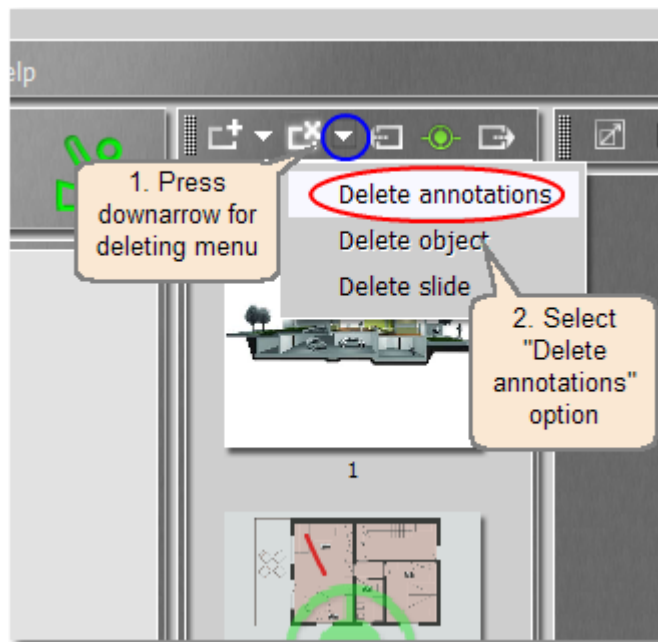 elp
1. Press
downarrow for
deleting menu
Delete annotations
Delete object
Delete slide
2. Select
"Delete
annotations"
option
1